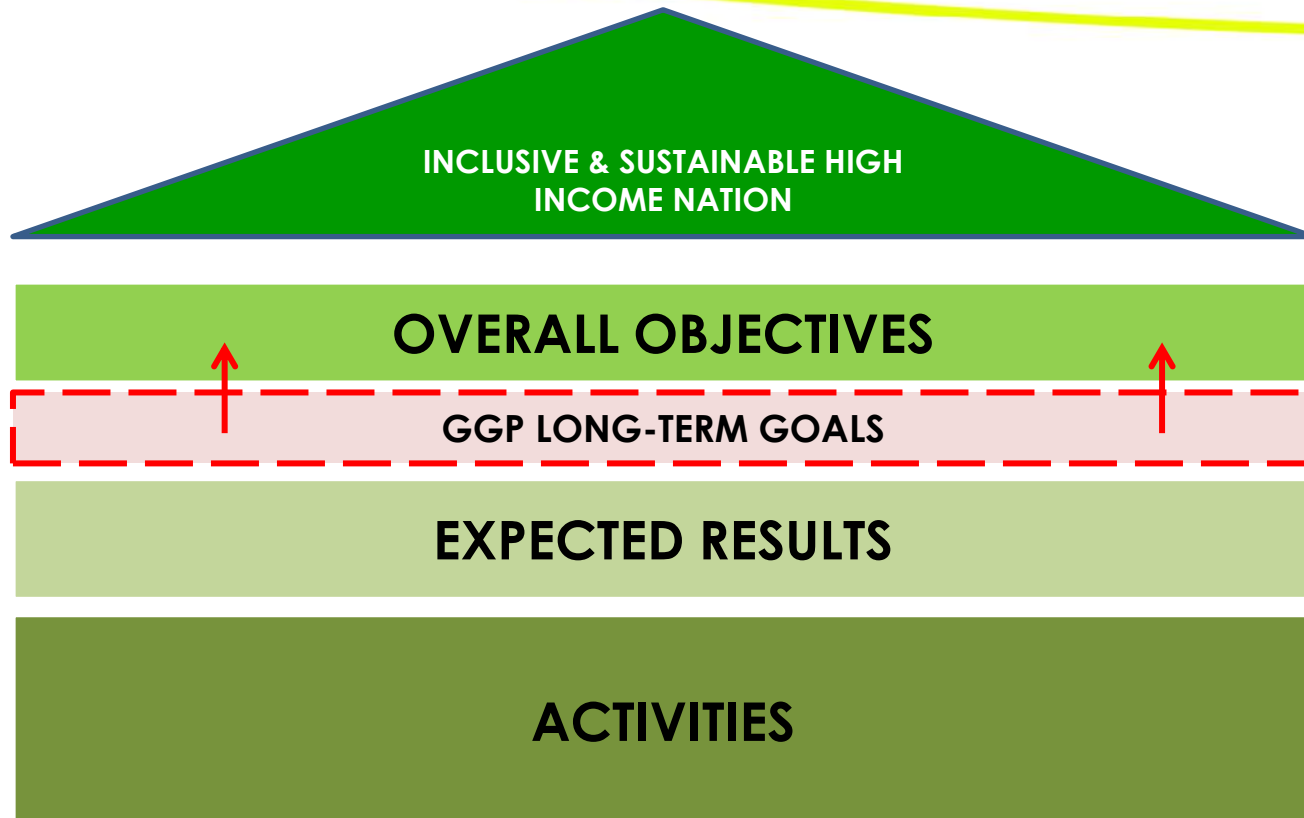 INCLUSIVE & SUSTAINABLE HIGH
INCOME NATION
OVERALL OBJECTIVES
GGP LONG-TERM GOALS
EXPECTED RESULTS
ACTIVITIES